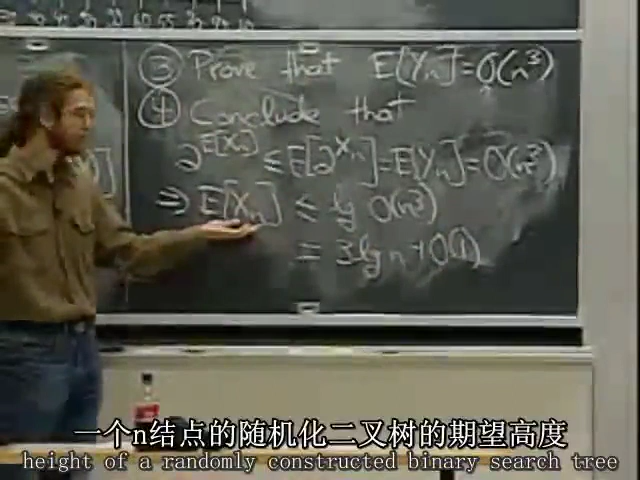 ③ Prove that E[Yₙ]=O(n³)
④ Conclude that
2^E[Xₙ] ≤ E[2^Xₙ]=E[Yₙ]=O(n³)
⇒ E[Xₙ] ≤ lg O(n³)
= 3lg n + O(1)
一个n结点的随机化二叉树的期望高度
height of a randomly constructed binary search tree